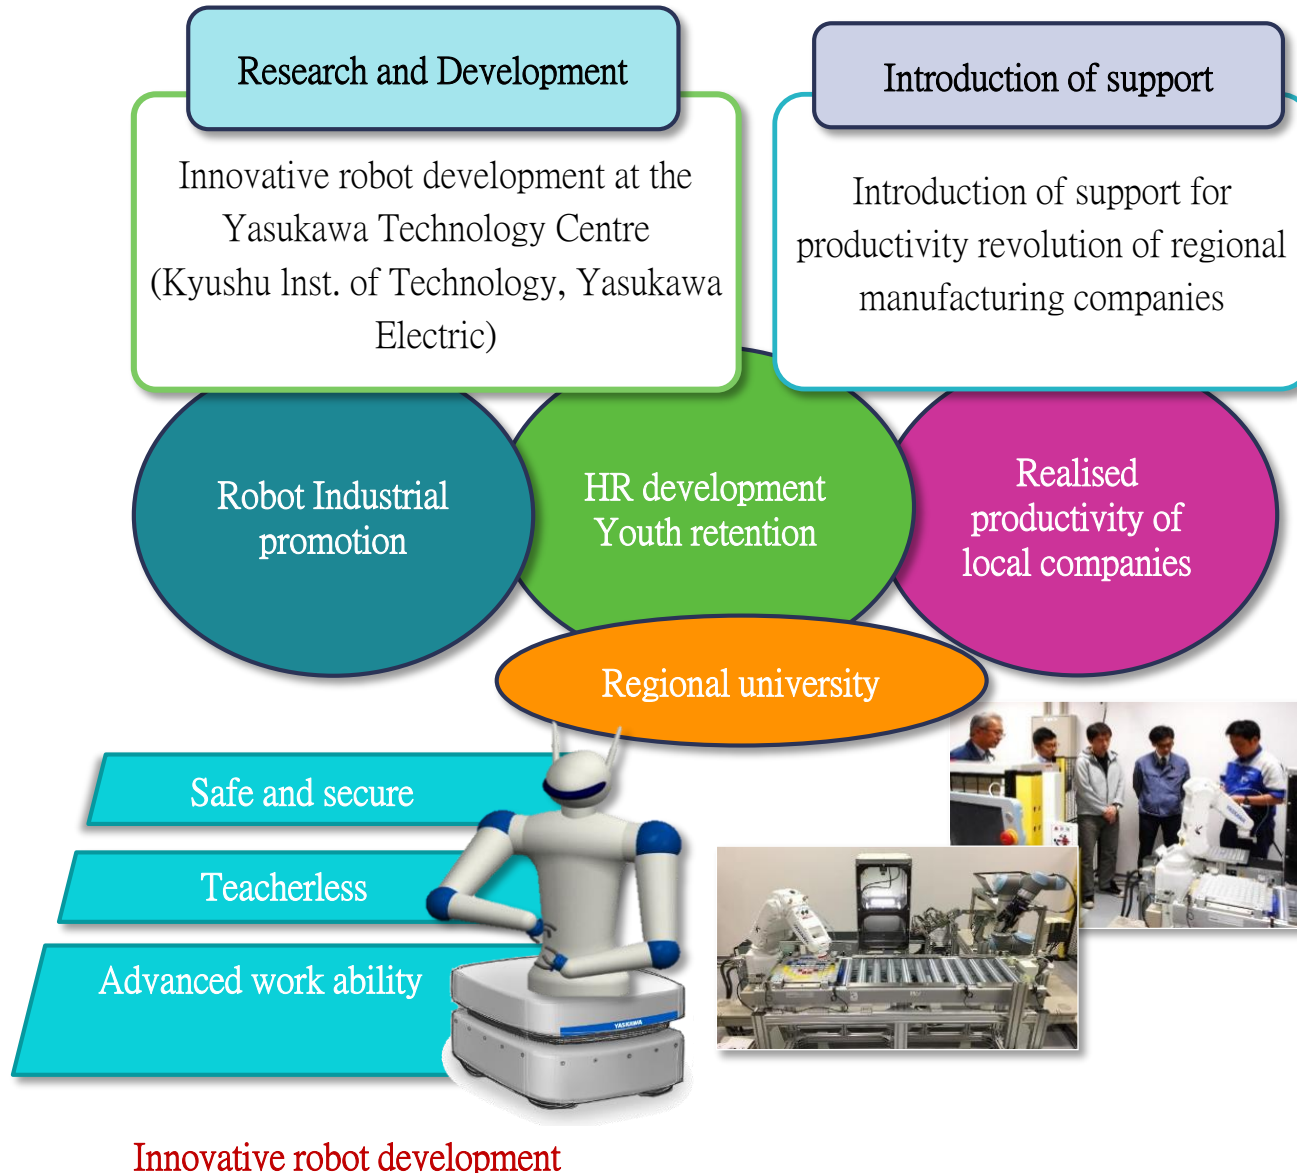 Research and Development
Introduction of support
Innovative robot development at the
Yasukawa Technology Centre
(Kyushu lnst. of Technology, Yasukawa
Electric)
Introduction of support for
productivity revolution of regional
manufacturing companies
Robot Industrial
promotion
HR development
Youth retention
Realised
productivity of
local companies
Regional university
Safe and secure
Teacherless
Advanced work ability
YASKAWA
Innovative robot development